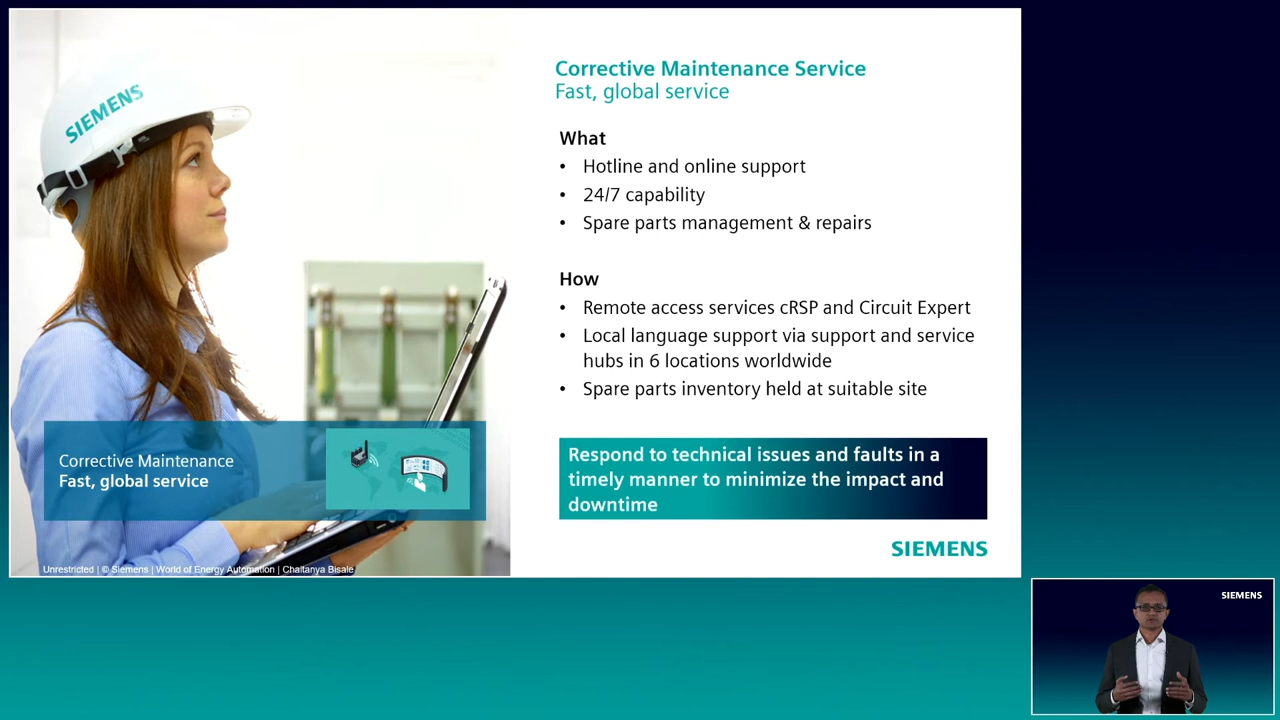 SIEMENS
Corrective Maintenance Service
Fast, global service
What
• Hotline and online support
• 24/7 capability
• Spare parts management & repairs
How
• Remote access services cRSP and Circuit Expert
• Local language support via support and service
hubs in 6 locations worldwide
• Spare parts inventory held at suitable site
Corrective Maintenance
Fast, global service
Respond to technical issues and faults in a
timely manner to minimize the impact and
downtime
SIEMENS
Unrestricted | © Siemens | World of Energy Automation | Chaitanya Bisale
SIEMENS